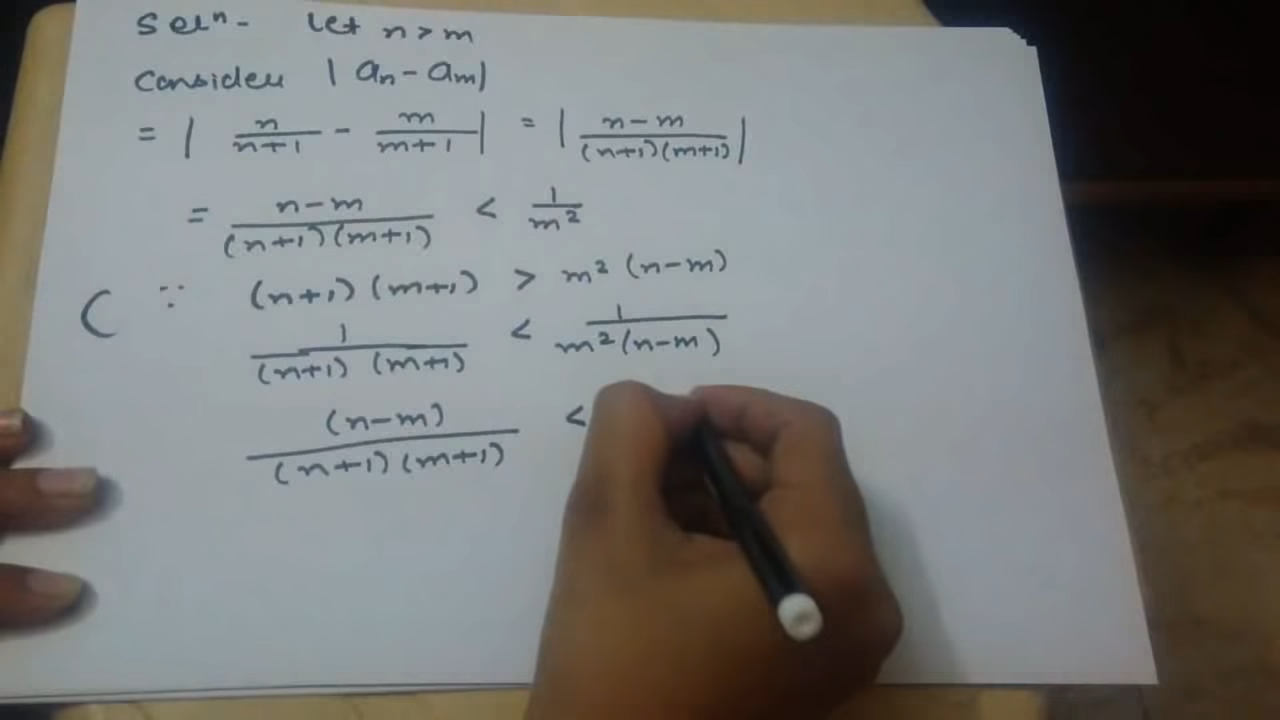 Solⁿ- Let n>m
Consider | aₙ - aₘ|
= | n/(n+1) - m/(m+1) | = | (n-m)/((n+1)(m+1)) |
= (n-m)/((n+1)(m+1)) < 1/m²
( ∵ (n+1)(m+1) > m²(n-m)
1/((n+1)(m+1)) < 1/(m²(n-m))
(n-m)/((n+1)(m+1)) <